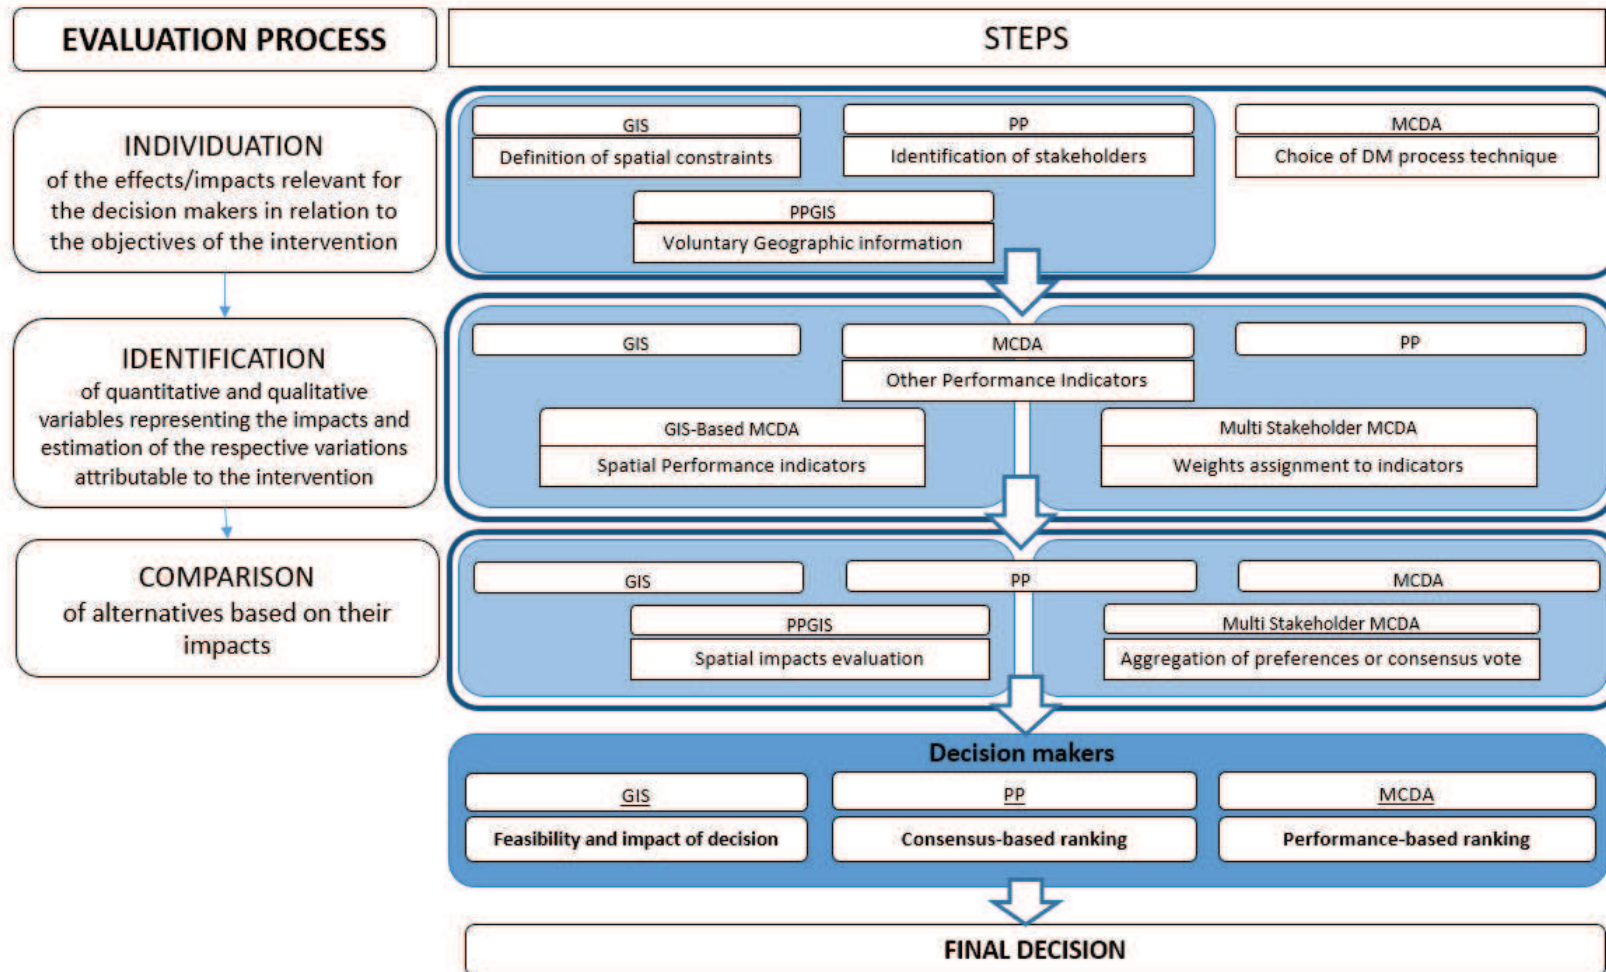 EVALUATION PROCESS
STEPS
INDIVIDUATION
of the effects/impacts relevant for
the decision makers in relation to
the objectives of the intervention
GIS
Definition of spatial constraints
PP
Identification of stakeholders
MCDA
Choice of DM process technique
PPGIS
Voluntary Geographic information
IDENTIFICATION
of quantitative and qualitative
variables representing the impacts and
estimation of the respective variations
attributable to the intervention
GIS
MCDA
Other Performance Indicators
PP
GIS-Based MCDA
Spatial Performance indicators
Multi Stakeholder MCDA
Weights assignment to indicators
COMPARISON
of alternatives based on their
impacts
GIS
PP
MCDA
PPGIS
Spatial impacts evaluation
Multi Stakeholder MCDA
Aggregation of preferences or consensus vote
Decision makers
GIS
Feasibility and impact of decision
PP
Consensus-based ranking
MCDA
Performance-based ranking
FINAL DECISION